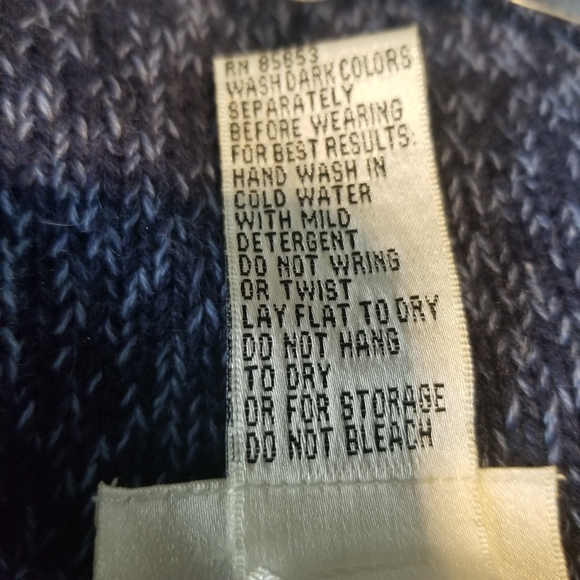 RN 85653
WASH DARK COLORS
SEPARATELY
BEFORE WEARING
FOR BEST RESULTS:
HAND WASH IN
COLD WATER
WITH MILD
DETERGENT
DO NOT WRING
OR TWIST
LAY FLAT TO DRY
DO NOT HANG
TO DRY
OR FOR STORAGE
DO NOT BLEACH